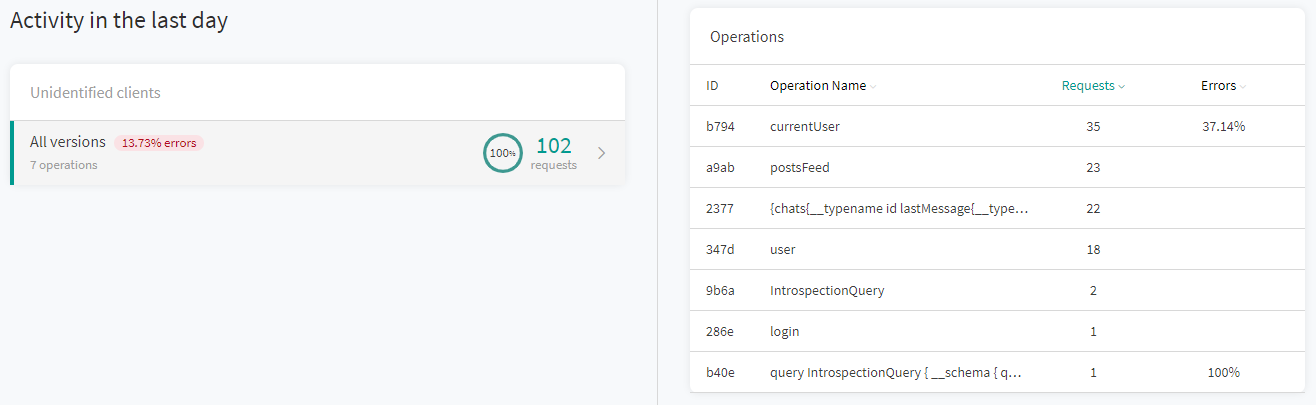 Activity in the last day
Unidentified clients
All versions 13.73% errors
7 operations
100%
102
requests
Operations
ID Operation Name Requests Errors
b794 currentUser 35 37.14%
a9ab postsFeed 23
2377 {chats{__typename id lastMessage{__type... 22
347d user 18
9b6a IntrospectionQuery 2
286e login 1
b40e query IntrospectionQuery { __schema { q... 1 100%